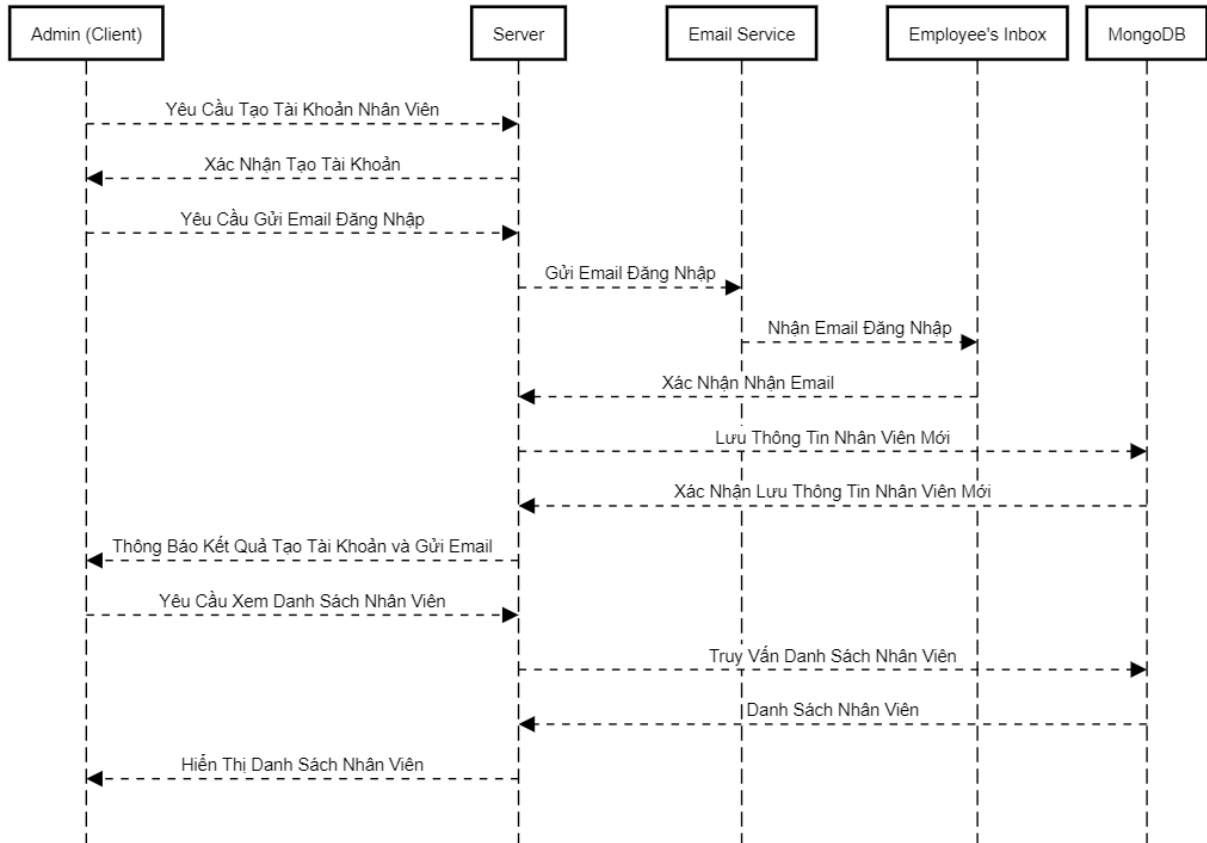 Admin (Client)
Server
Email Service
Employee's Inbox
MongoDB
Yêu Cầu Tạo Tài Khoản Nhân Viên
Xác Nhận Tạo Tài Khoản
Yêu Cầu Gửi Email Đăng Nhập
Gửi Email Đăng Nhập
Nhận Email Đăng Nhập
Xác Nhận Nhận Email
Lưu Thông Tin Nhân Viên Mới
Xác Nhận Lưu Thông Tin Nhân Viên Mới
Thông Báo Kết Quả Tạo Tài Khoản và Gửi Email
Yêu Cầu Xem Danh Sách Nhân Viên
Truy Vấn Danh Sách Nhân Viên
Danh Sách Nhân Viên
Hiển Thị Danh Sách Nhân Viên